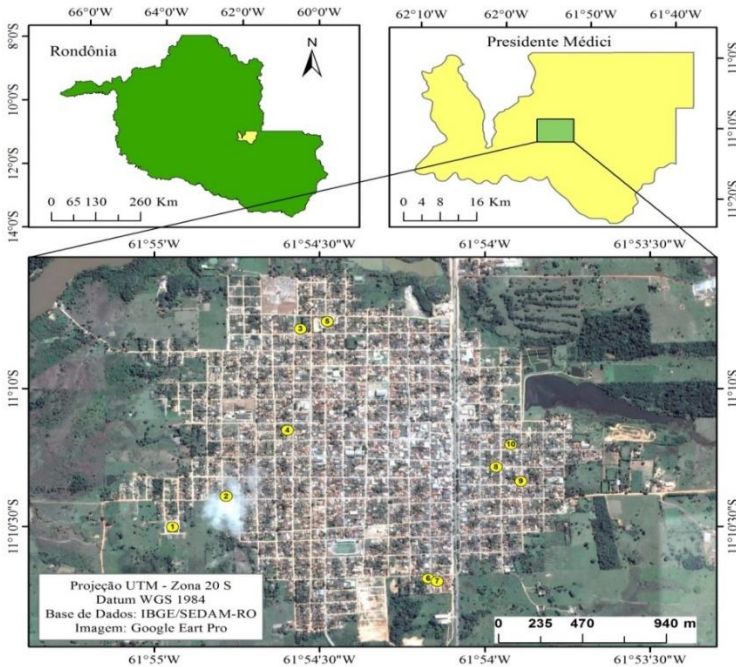 66°0'W 64°0'W 62°0'W 60°0'W
8°0'S
10°0'S
12°0'S
14°0'S
Rondônia
N
0 65 130 260 Km
62°10'W 62°0'W 61°50'W 61°40'W
Presidente Médici
11°0'S
11°10'S
11°20'S
0 4 8 16 Km
61°55'W 61°54'30"W 61°54'W 61°53'30"W
11°10'S
11°10'30"S
11°10'S
11°10'30"S
3
5
4
10
8
9
2
1
6
7
Projeção UTM - Zona 20 S
Datum WGS 1984
Base de Dados: IBGE/SEDAM-RO
Imagem: Google Eart Pro
0 235 470 940 m
61°55'W 61°54'30"W 61°54'W 61°53'30"W